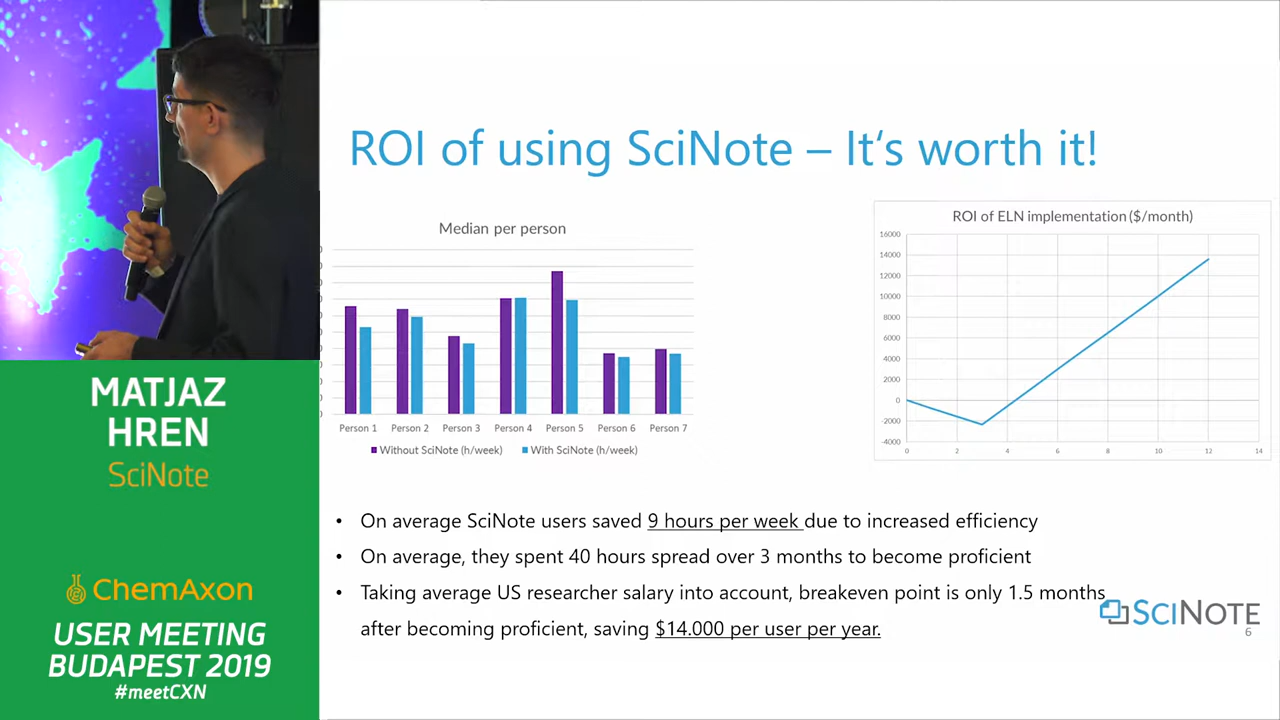 ROI of using SciNote – It‘s worth it!
Median per person
Person 1 Person 2 Person 3 Person 4 Person 5 Person 6 Person 7
Without SciNote (h/week) With SciNote (h/week)
ROI of ELN implementation ($/month)
16000
14000
12000
10000
8000
6000
4000
2000
0
-2000
-4000
0 2 4 6 8 10 12 14
• On average SciNote users saved 9 hours per week due to increased efficiency
• On average, they spent 40 hours spread over 3 months to become proficient
• Taking average US researcher salary into account, breakeven point is only 1.5 months
after becoming proficient, saving $14.000 per user per year.
SCINOTE
6
MATJAZ
HREN
SciNote
ChemAxon
USER MEETING
BUDAPEST 2019
#meetCXN